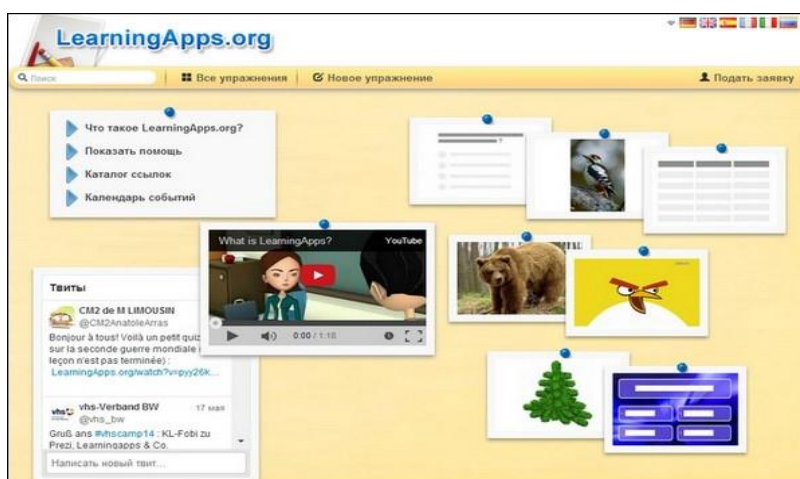 LearningApps.org
Поиск
Все упражнения
Новое упражнение
Подать заявку
Что такое LearningApps.org?
Показать помощь
Каталог ссылок
Календарь событий
What is LearningApps?
YouTube
0:00 / 1:18
Твиты
CM2 de M LIMOUSIN
@CM2AnatoleArras
Bonjour à tous! Voilà un petit quiz
sur la seconde guerre mondiale
leçon n'est pas terminée) :
LearningApps.org/watch?v=pyy26k...
vhs
vhs-Verband BW
17 мая
@vhs_bw
Gruß ans #vhscamp14 : KL-Fobi zu
Prezi, Learningapps & Co.
Написать новый твит...
?